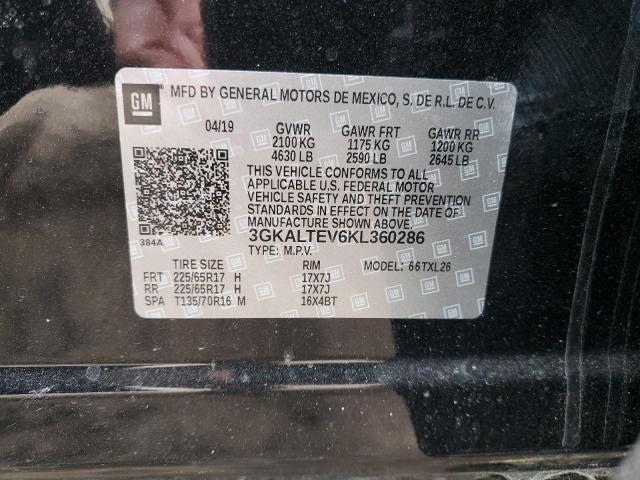 GM MFD BY GENERAL MOTORS DE MEXICO, S. DE R.L. DE C.V.
04/19 GVWR GAWR FRT GAWR RR
2100 KG 1175 KG 1200 KG
4630 LB 2590 LB 2645 LB
THIS VEHICLE CONFORMS TO ALL
APPLICABLE U.S. FEDERAL MOTOR
VEHICLE SAFETY, BUMPER, AND THEFT
PREVENTION STANDARDS
IN EFFECT ON THE DATE OF
MANUFACTURE SHOWN ABOVE.
3GKALTEV6KL360286
384A
TYPE: M.P.V.
TIRE SIZE RIM MODEL: 66TXL26
FRT 225/65R17 H 17X7J
RR 225/65R17 H 17X7J
SPA T135/70R16 M 16X4BT